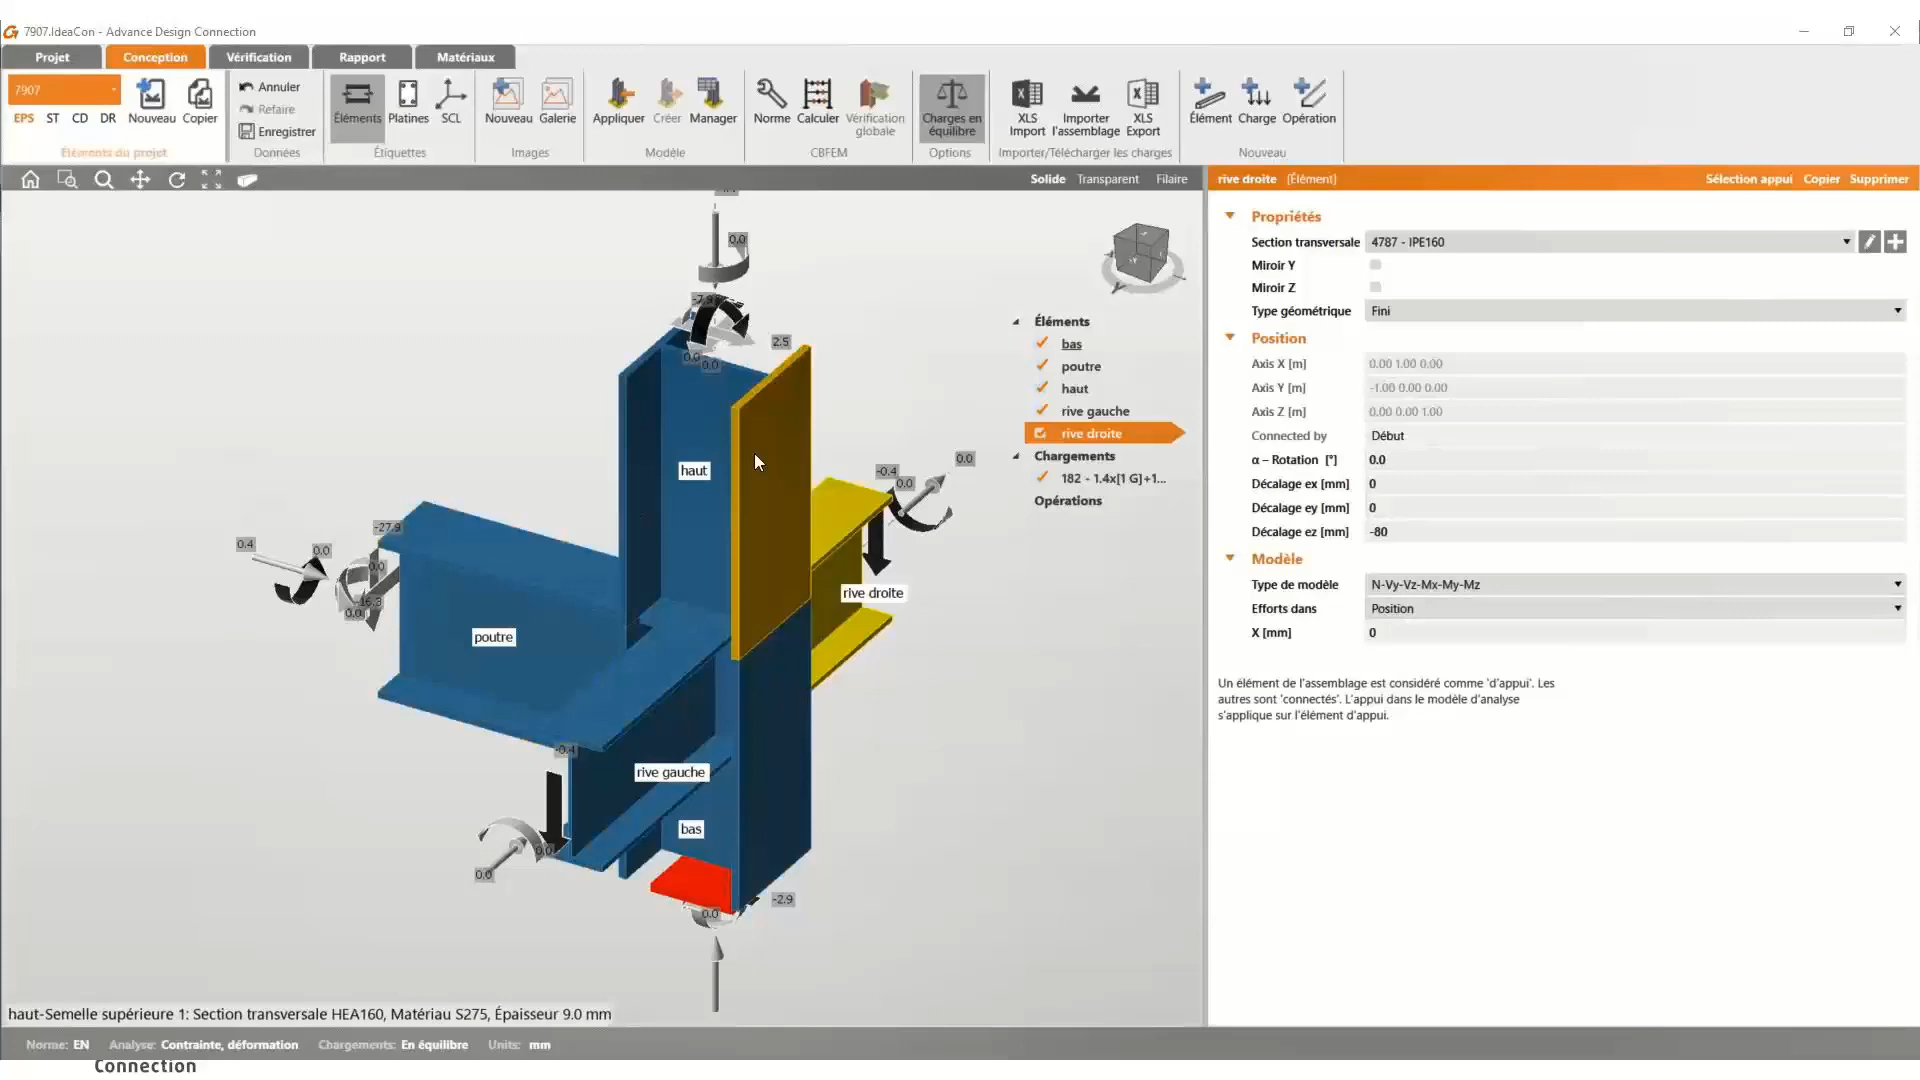 7907.IdeaCon - Advance Design Connection
Projet Conception Vérification Rapport Matériaux
7907
EPS ST CD DR
Nouveau Copier
Éléments du projet
Annuler
Refaire
Enregistrer
Données
Éléments Platines SCL
Étiquettes
Nouveau Galerie
Images
Appliquer Créer Manager
Modèle
Norme Calculer Vérification globale
CBFEM
Charges en équilibre
Options
XLS Import Importer l'assemblage XLS Export
Importer/Télécharger les charges
Élément Charge Opération
Nouveau
Solide Transparent Filaire
rive droite [Élément] Sélection appui Copier Supprimer
Propriétés
Section transversale 4787 - IPE160
Miroir Y
Miroir Z
Type géométrique Fini
Position
Axis X [m] 0.00 1.00 0.00
Axis Y [m] -1.00 0.00 0.00
Axis Z [m] 0.00 0.00 1.00
Connected by Début
α – Rotation [°] 0.0
Décalage ex [mm] 0
Décalage ey [mm] 0
Décalage ez [mm] -80
Modèle
Type de modèle N-Vy-Vz-Mx-My-Mz
Efforts dans Position
X [mm] 0
Un élément de l'assemblage est considéré comme 'd'appui'. Les
autres sont 'connectés'. L'appui dans le modèle d'analyse
s'applique sur l'élément d'appui.
Éléments
bas
poutre
haut
rive gauche
rive droite
Chargements
182 - 1.4x[1 G]+1...
Opérations
0.0
2.5
0.0
0.0
haut
-0.4
0.0
0.0
-27.9
0.4
0.0
0.0
0.0
rive droite
poutre
-0.4
rive gauche
bas
0.0
0.0
-2.9
0.0
haut-Semelle supérieure 1: Section transversale HEA160, Matériau S275, Épaisseur 9.0 mm
Norme: EN Analyse: Contrainte, déformation Chargements: En équilibre Units: mm
Connection